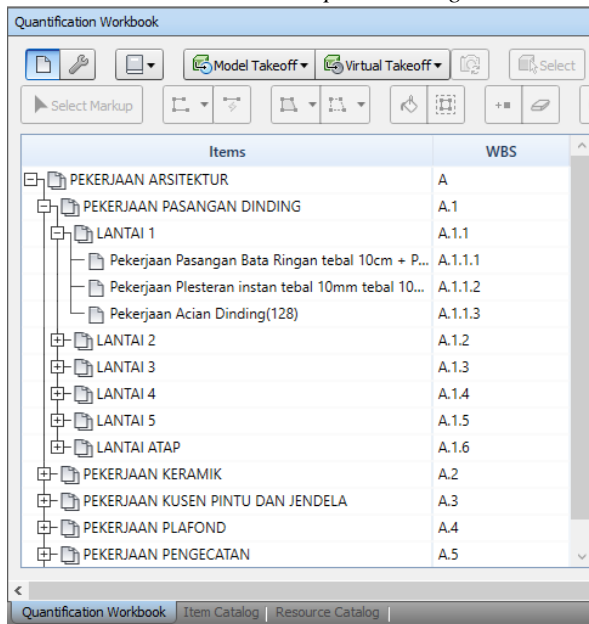 Quantification Workbook
Model Takeoff Virtual Takeoff Select
Select Markup
Items WBS
PEKERJAAN ARSITEKTUR A
PEKERJAAN PASANGAN DINDING A.1
LANTAI 1 A.1.1
Pekerjaan Pasangan Bata Ringan tebal 10cm + P... A.1.1.1
Pekerjaan Plesteran instan tebal 10mm tebal 10... A.1.1.2
Pekerjaan Acian Dinding(128) A.1.1.3
LANTAI 2 A.1.2
LANTAI 3 A.1.3
LANTAI 4 A.1.4
LANTAI 5 A.1.5
LANTAI ATAP A.1.6
PEKERJAAN KERAMIK A.2
PEKERJAAN KUSEN PINTU DAN JENDELA A.3
PEKERJAAN PLAFOND A.4
PEKERJAAN PENGECATAN A.5
Quantification Workbook Item Catalog Resource Catalog